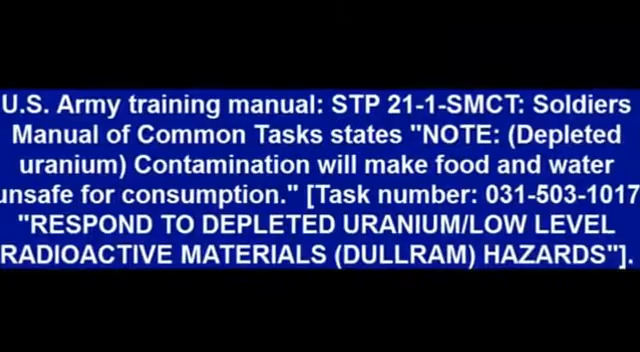 U.S. Army training manual: STP 21-1-SMCT: Soldiers
Manual of Common Tasks states "NOTE: (Depleted
uranium) Contamination will make food and water
unsafe for consumption." [Task number: 031-503-1017
"RESPOND TO DEPLETED URANIUM/LOW LEVEL
RADIOACTIVE MATERIALS (DULLRAM) HAZARDS"].